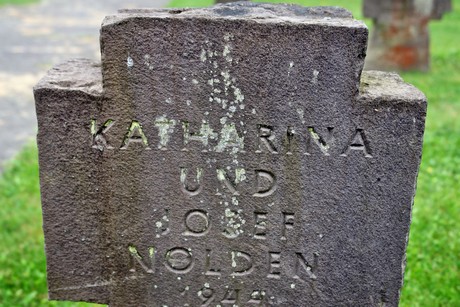 KATHARINA
UND
JOSEF
NOLDEN